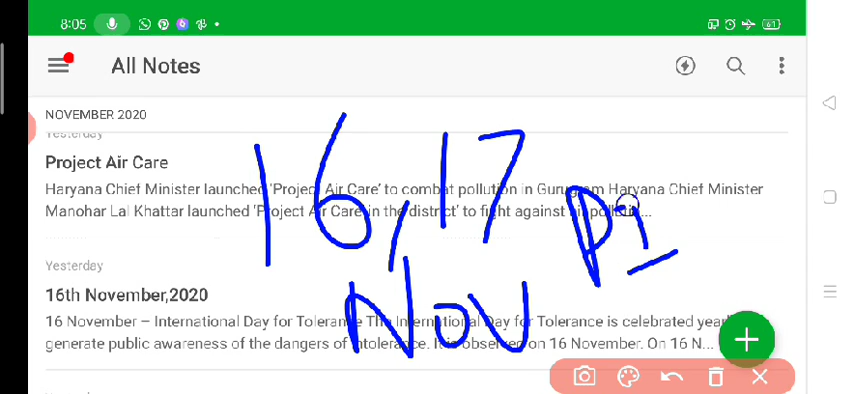 8:05
61
All Notes
NOVEMBER 2020
Yesterday
Project Air Care
Haryana Chief Minister launched 'Project Air Care' to combat pollution in Gurugram Haryana Chief Minister
Manohar Lal Khattar launched 'Project Air Care in the district' to fight against air pollution...
16, 17
Yesterday
16th November,2020
16 November – International Day for Tolerance The International Day for Tolerance is celebrated yearly
generate public awareness of the dangers of intolerance. It is observed on 16 November. On 16 N...
Nov